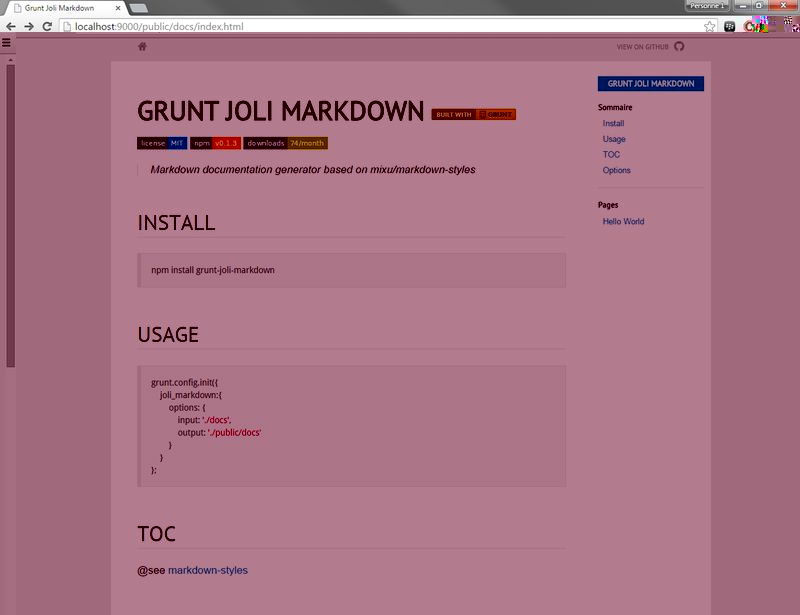 Grunt Joli Markdown
Personne 1
localhost:9000/public/docs/index.html
VIEW ON GITHUB
GRUNT JOLI MARKDOWN
BUILT WITH GRUNT
license MIT npm v0.1.3 downloads 74/month
Markdown documentation generator based on mixu/markdown-styles
INSTALL
npm install grunt-joli-markdown
USAGE
grunt.config.init({
joli_markdown:{
options: {
input: './docs',
output: './public/docs'
}
}
};
TOC
@see markdown-styles
GRUNT JOLI MARKDOWN
Sommaire
Install
Usage
TOC
Options
Pages
Hello World